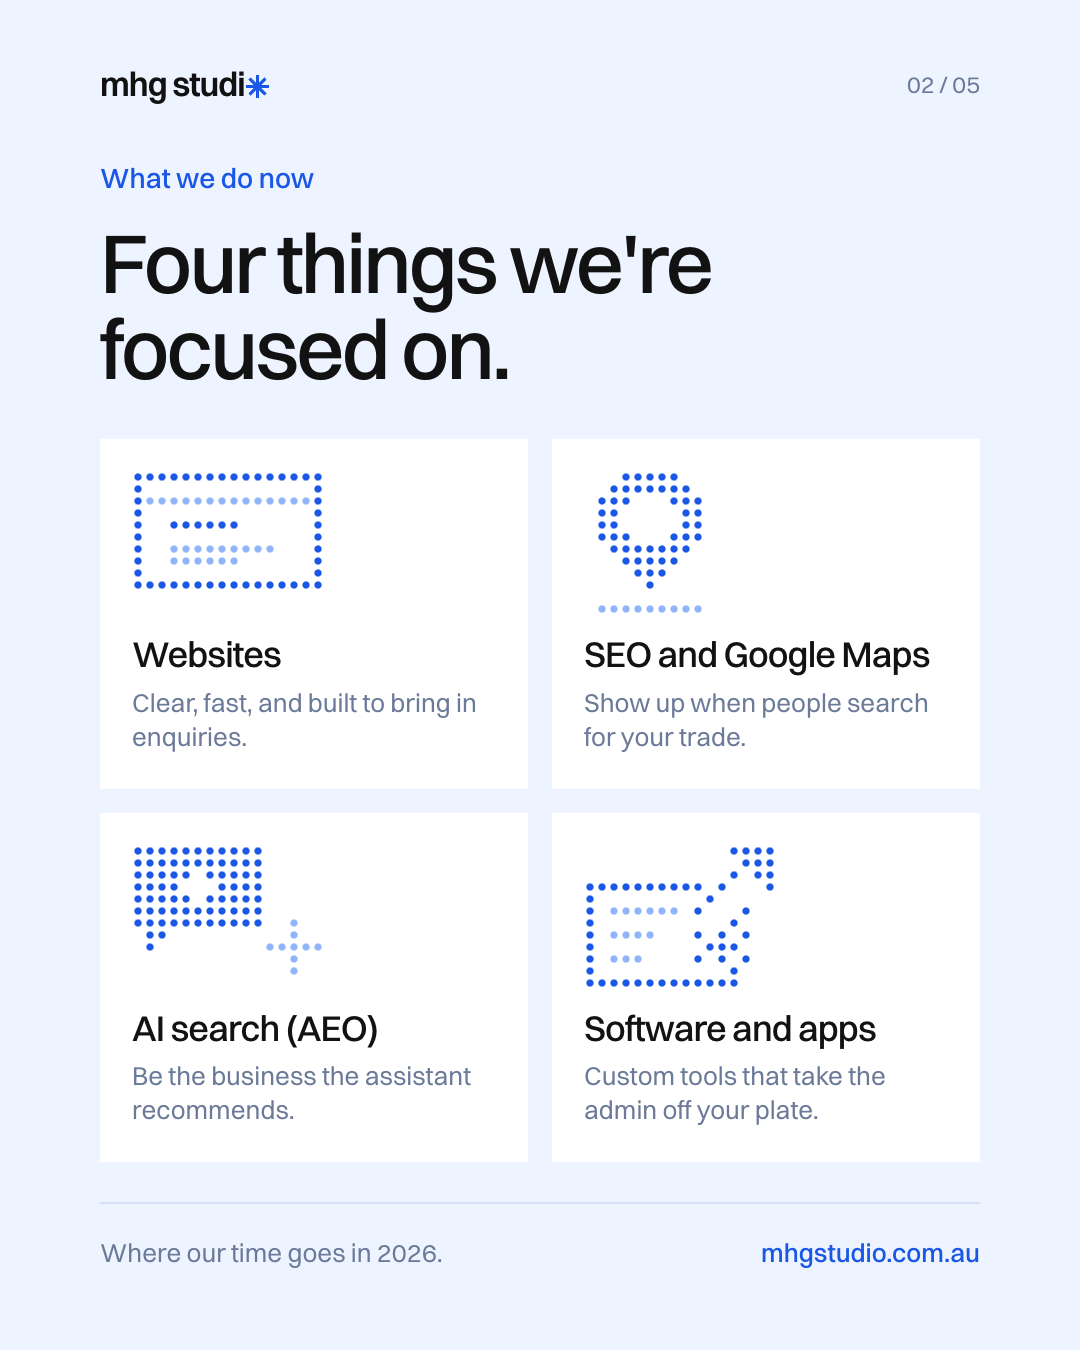 mhg studi✳
02 / 05
What we do now
Four things we're
focused on.
Websites
Clear, fast, and built to bring in
enquiries.
SEO and Google Maps
Show up when people search
for your trade.
AI search (AEO)
Be the business the assistant
recommends.
Software and apps
Custom tools that take the
admin off your plate.
Where our time goes in 2026.
mhgstudio.com.au